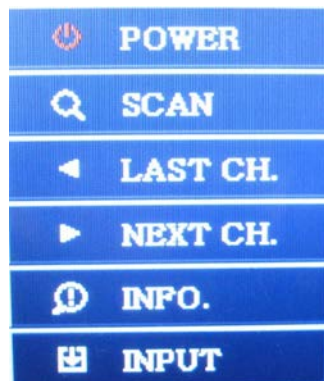 POWER
SCAN
LAST CH.
NEXT CH.
INFO.
INPUT